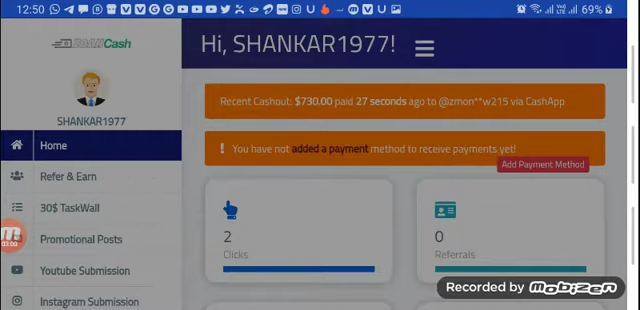 12:50
69%
Cash
Hi, SHANKAR1977!
SHANKAR1977
Recent Cashout: $730.00 paid 27 seconds ago to @zmon**w215 via CashApp
! You have not added a payment method to receive payments yet!
Add Payment Method
Home
Refer & Earn
30$ TaskWall
Promotional Posts
Youtube Submission
Instagram Submission
03:00
2
Clicks
0
Referrals
Recorded by MOBIZEN